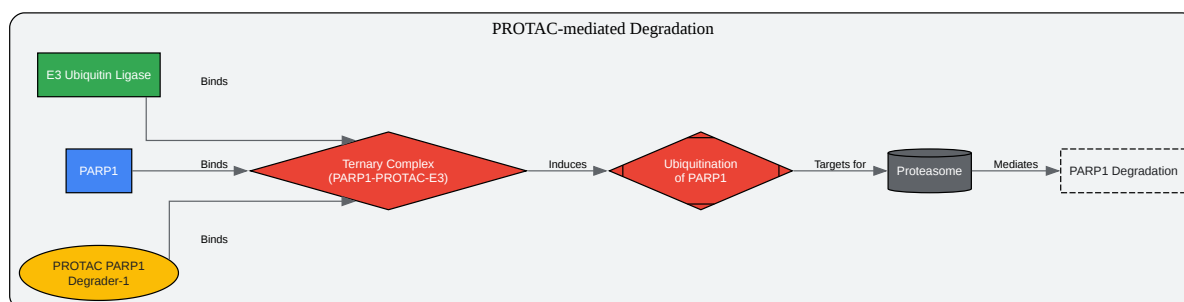 PROTAC-mediated Degradation
E3 Ubiquitin Ligase
Binds
PARP1
Binds
Ternary Complex
(PARP1-PROTAC-E3)
Induces
Ubiquitination
of PARP1
Targets for
Proteasome
Mediates
PARP1 Degradation
Binds
PROTAC PARP1
Degrader-1